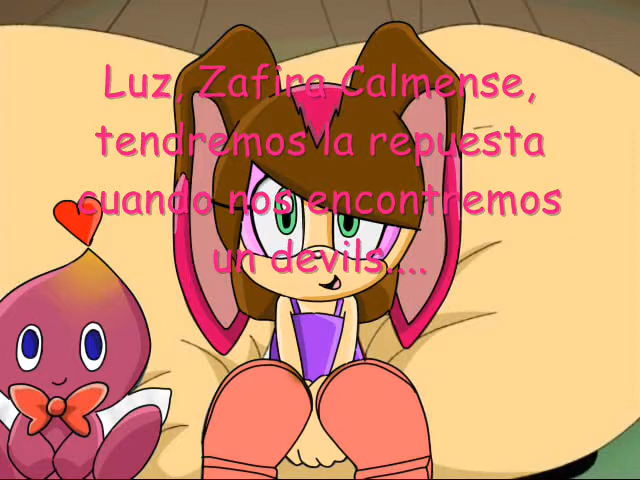 Luz, Zafira Calmense,
tendremos la repuesta
cuando nos encontremos
un devils....